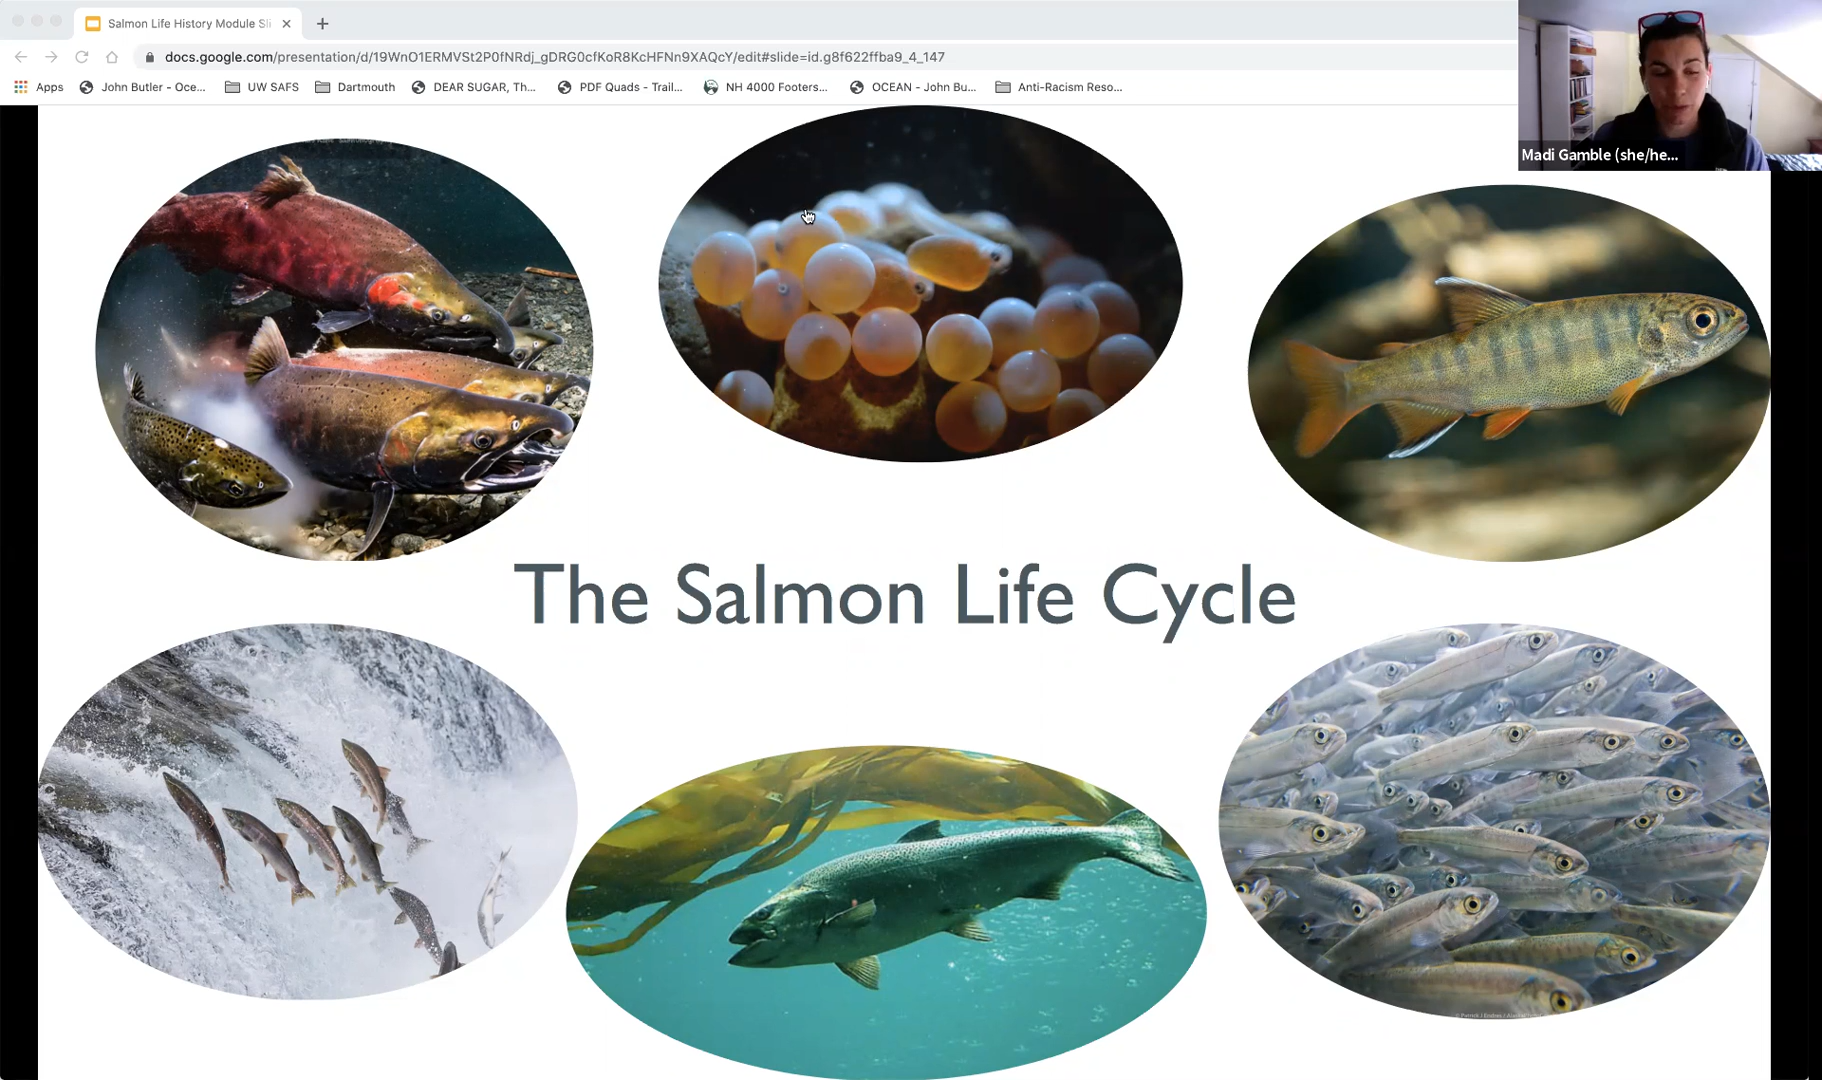 Salmon Life History Module Sli
docs.google.com/presentation/d/19WnO1ERMVSt2P0fNRdj_gDRG0cfKoR8KcHFNn9XAQcY/edit#slide=id.g8f622ffba9_4_147
Apps John Butler - Oce... UW SAFS Dartmouth DEAR SUGAR, Th... PDF Quads - Trail... NH 4000 Footers... OCEAN - John Bu... Anti-Racism Reso...
Madi Gamble (she/he...
The Salmon Life Cycle